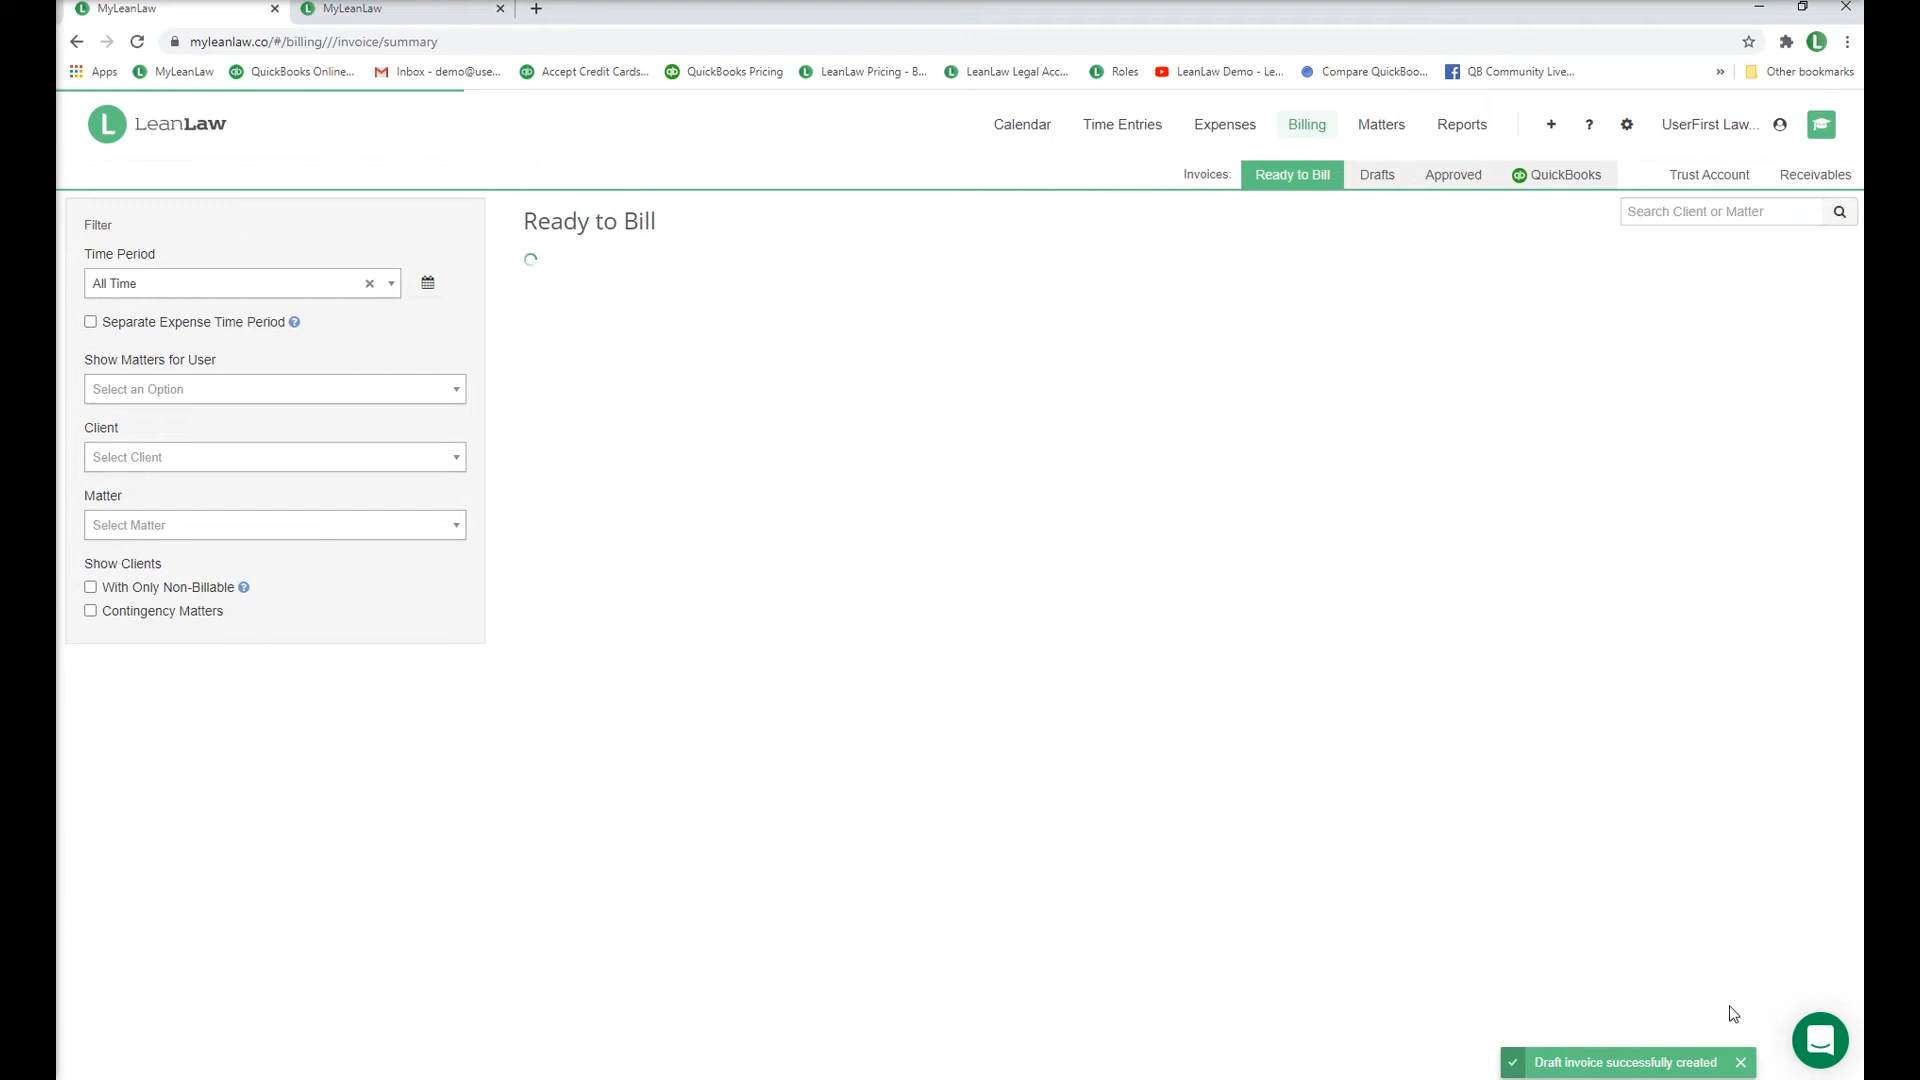 MyLeanLaw
MyLeanLaw
myleanlaw.co/#/billing///invoice/summary
Apps
MyLeanLaw
QuickBooks Online...
Inbox - demo@use...
Accept Credit Cards...
QuickBooks Pricing
LeanLaw Pricing - B...
LeanLaw Legal Acc...
Roles
LeanLaw Demo - Le...
Compare QuickBoo...
QB Community Live...
»
Other bookmarks
L LeanLaw
Calendar
Time Entries
Expenses
Billing
Matters
Reports
+
?
UserFirst Law...
Invoices:
Ready to Bill
Drafts
Approved
qb QuickBooks
Trust Account
Receivables
Filter
Ready to Bill
Search Client or Matter
Time Period
All Time
Separate Expense Time Period ?
Show Matters for User
Select an Option
Client
Select Client
Matter
Select Matter
Show Clients
With Only Non-Billable ?
Contingency Matters
Draft invoice successfully created